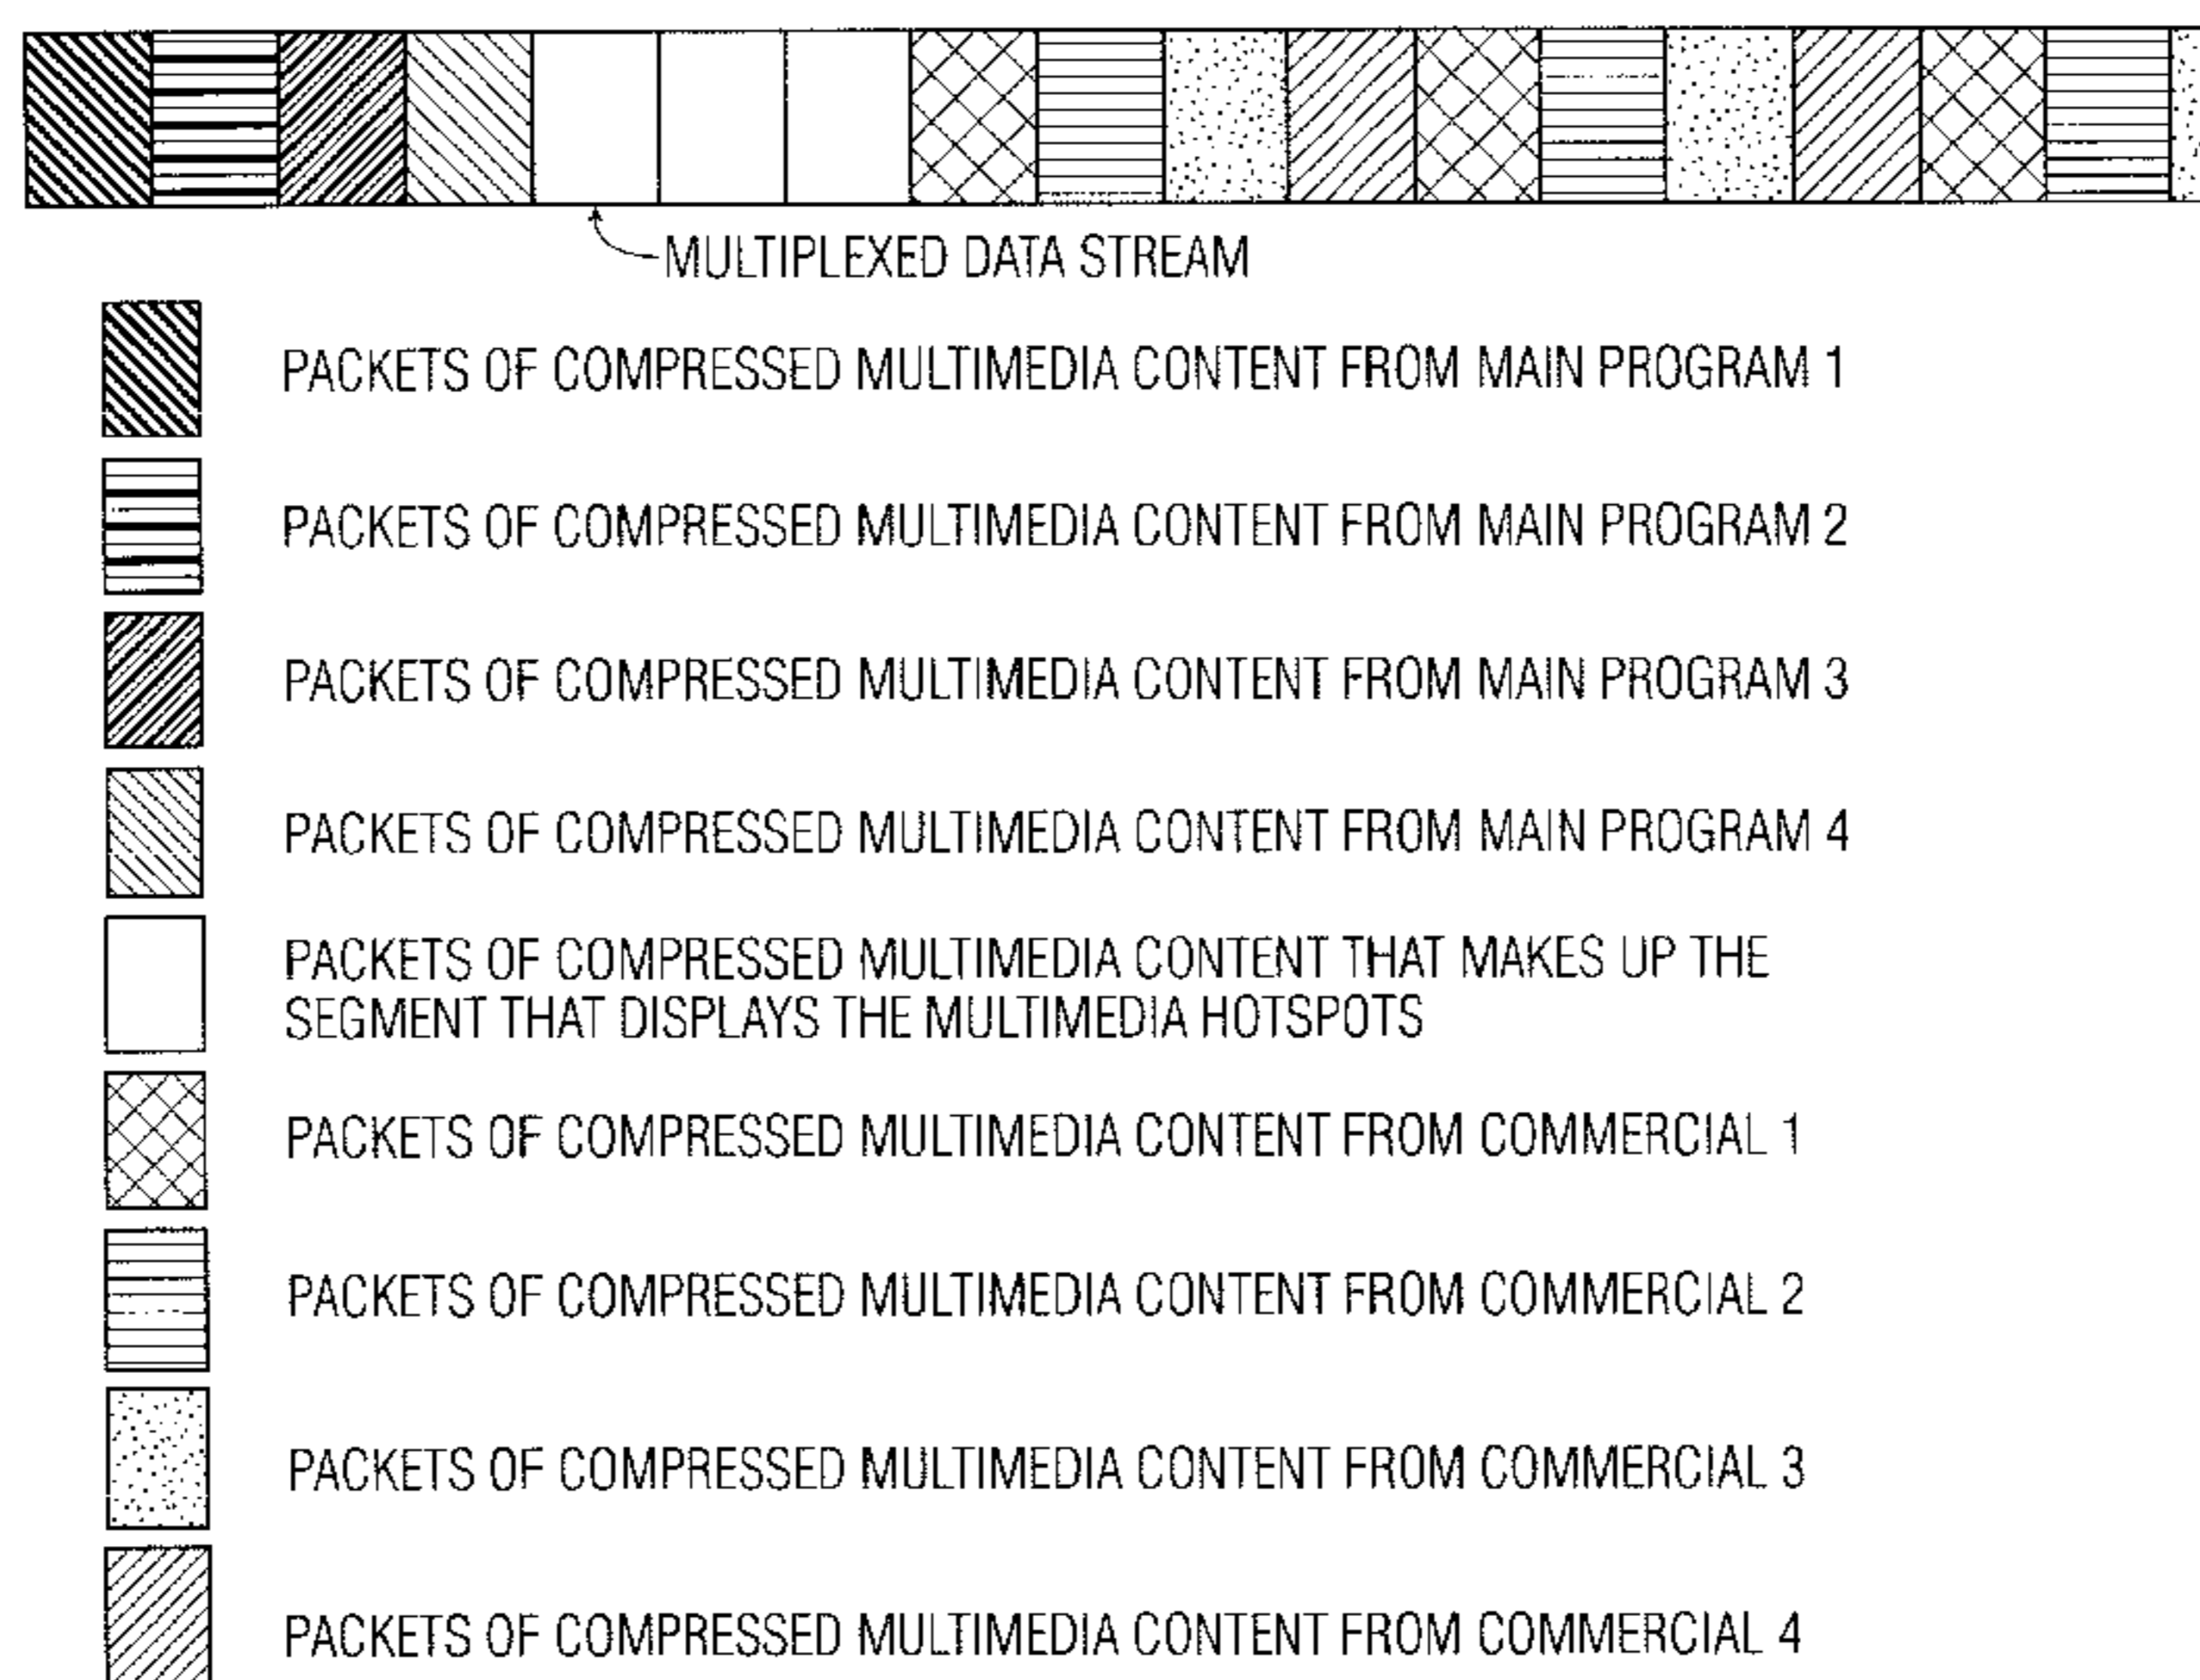 MULTIPLEXED DATA STREAM
PACKETS OF COMPRESSED MULTIMEDIA CONTENT FROM MAIN PROGRAM 1
PACKETS OF COMPRESSED MULTIMEDIA CONTENT FROM MAIN PROGRAM 2
PACKETS OF COMPRESSED MULTIMEDIA CONTENT FROM MAIN PROGRAM 3
PACKETS OF COMPRESSED MULTIMEDIA CONTENT FROM MAIN PROGRAM 4
PACKETS OF COMPRESSED MULTIMEDIA CONTENT THAT MAKES UP THE
SEGMENT THAT DISPLAYS THE MULTIMEDIA HOTSPOTS
PACKETS OF COMPRESSED MULTIMEDIA CONTENT FROM COMMERCIAL 1
PACKETS OF COMPRESSED MULTIMEDIA CONTENT FROM COMMERCIAL 2
PACKETS OF COMPRESSED MULTIMEDIA CONTENT FROM COMMERCIAL 3
PACKETS OF COMPRESSED MULTIMEDIA CONTENT FROM COMMERCIAL 4